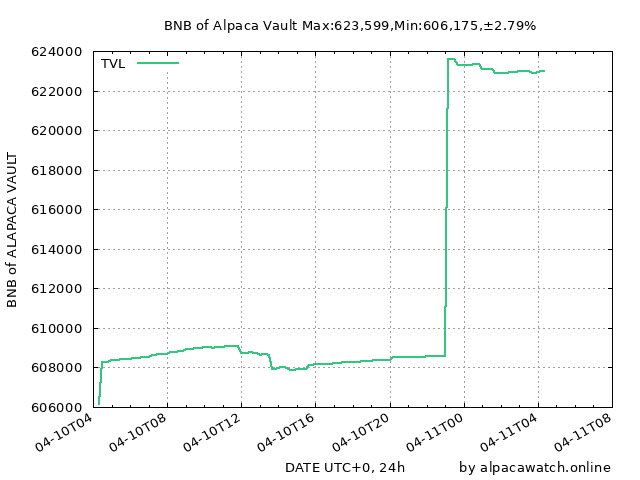 BNB of Alpaca Vault Max:623,599,Min:606,175,±2.79%
TVL
BNB of ALAPACA VAULT
624000
622000
620000
618000
616000
614000
612000
610000
608000
606000
04-10T04
04-10T08
04-10T12
04-10T16
04-10T20
04-11T00
04-11T04
04-11T08
DATE UTC+0, 24h
by alpacawatch.online